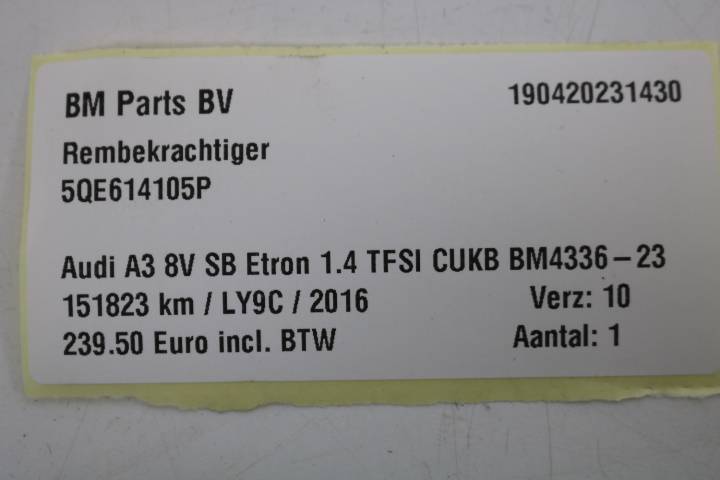 BM Parts BV 190420231430
Rembekrachtiger
5QE614105P
Audi A3 8V SB Etron 1.4 TFSI CUKB BM4336-23
151823 km / LY9C / 2016 Verz: 10
239.50 Euro incl. BTW Aantal: 1